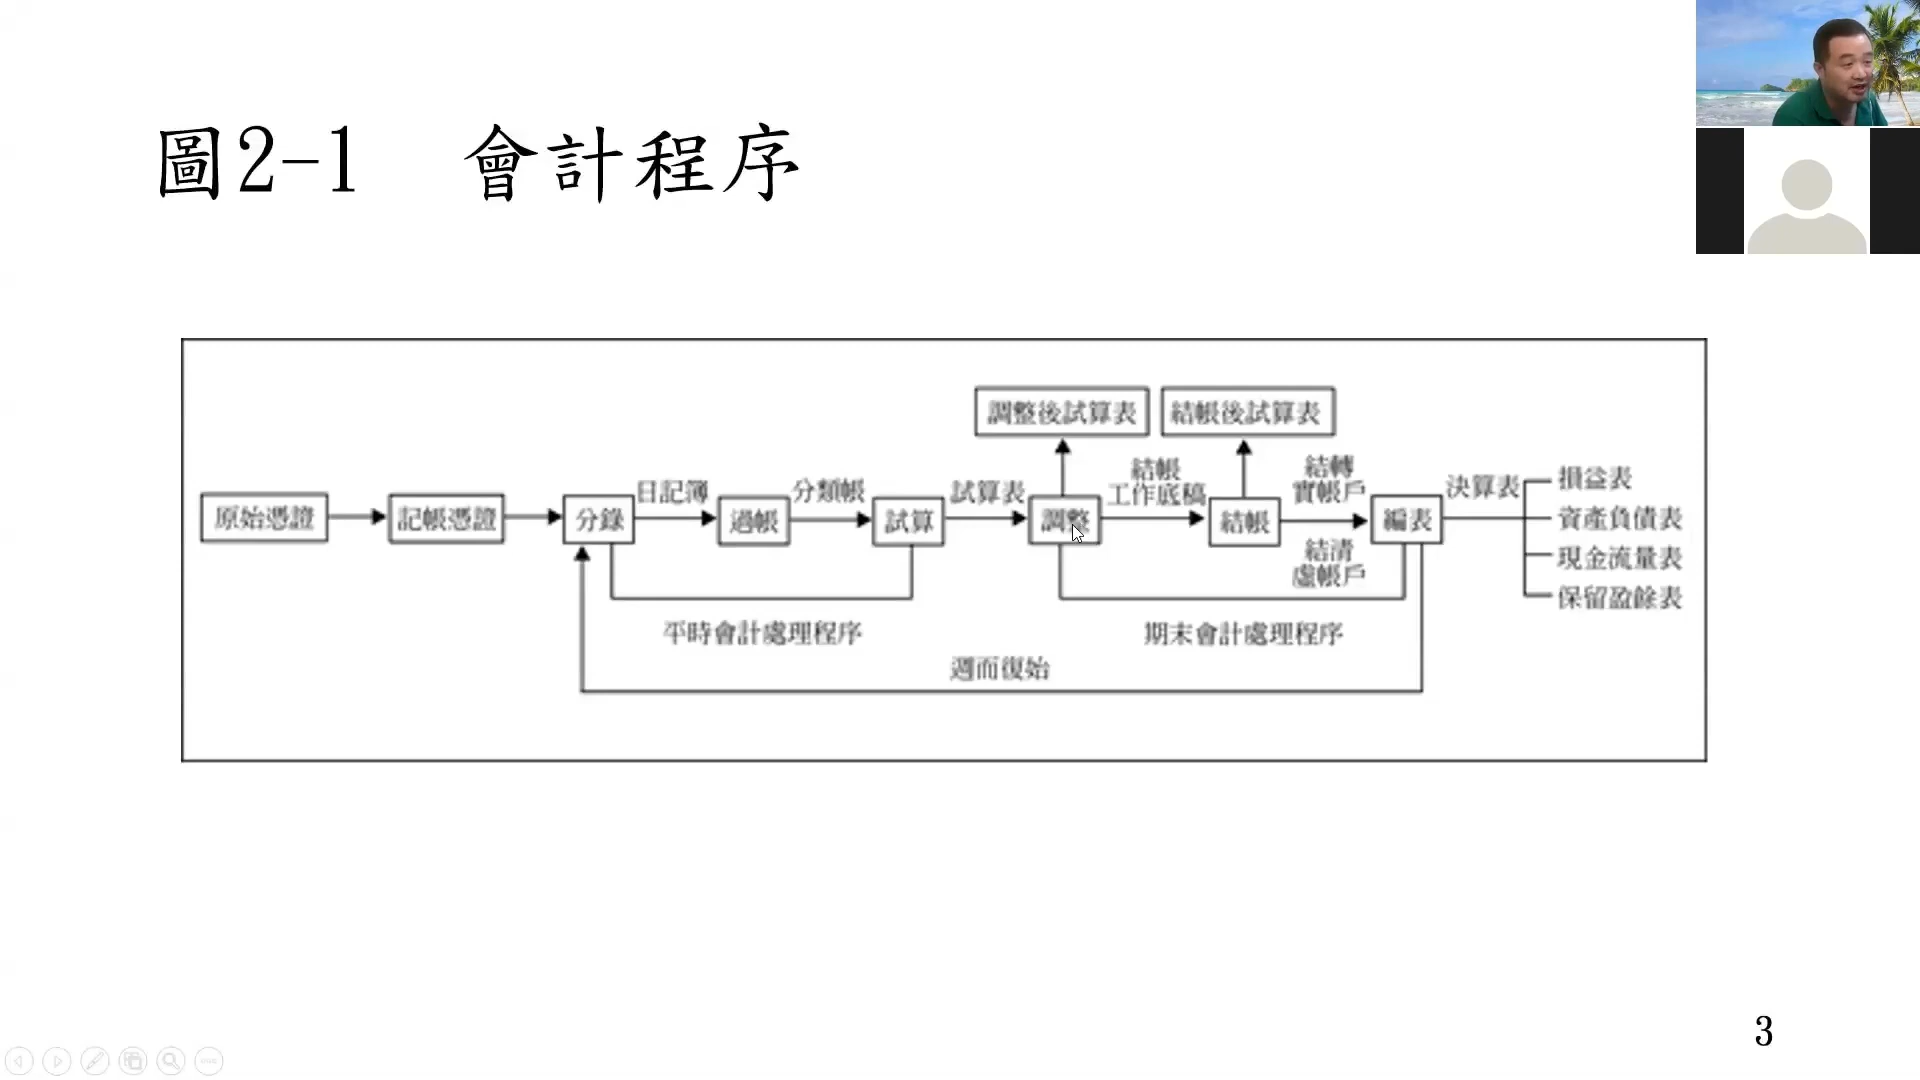 圖2-1 會計程序
調整後試算表
結帳後試算表
原始憑證
記帳憑證
分錄
日記簿
過帳
分類帳
試算
試算表
調整
結帳
工作底稿
結帳
結轉
實帳戶
結清
虛帳戶
編表
決算表
損益表
資產負債表
現金流量表
保留盈餘表
平時會計處理程序
期末會計處理程序
週而復始
3